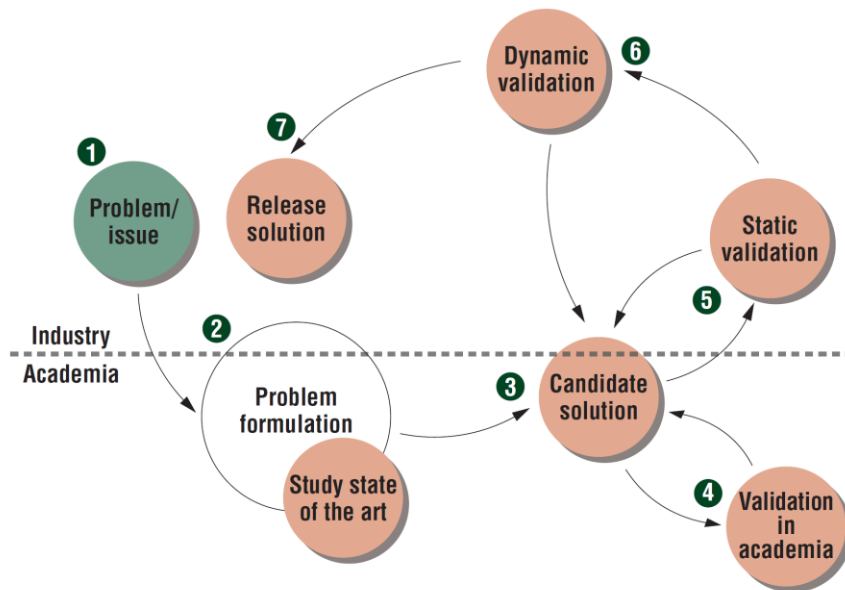 6
Dynamic
validation
7
1
Problem/
issue
Release
solution
Static
validation
5
Industry
2
Academia
3
Candidate
solution
Problem
formulation
Study state
of the art
4
Validation
in
academia